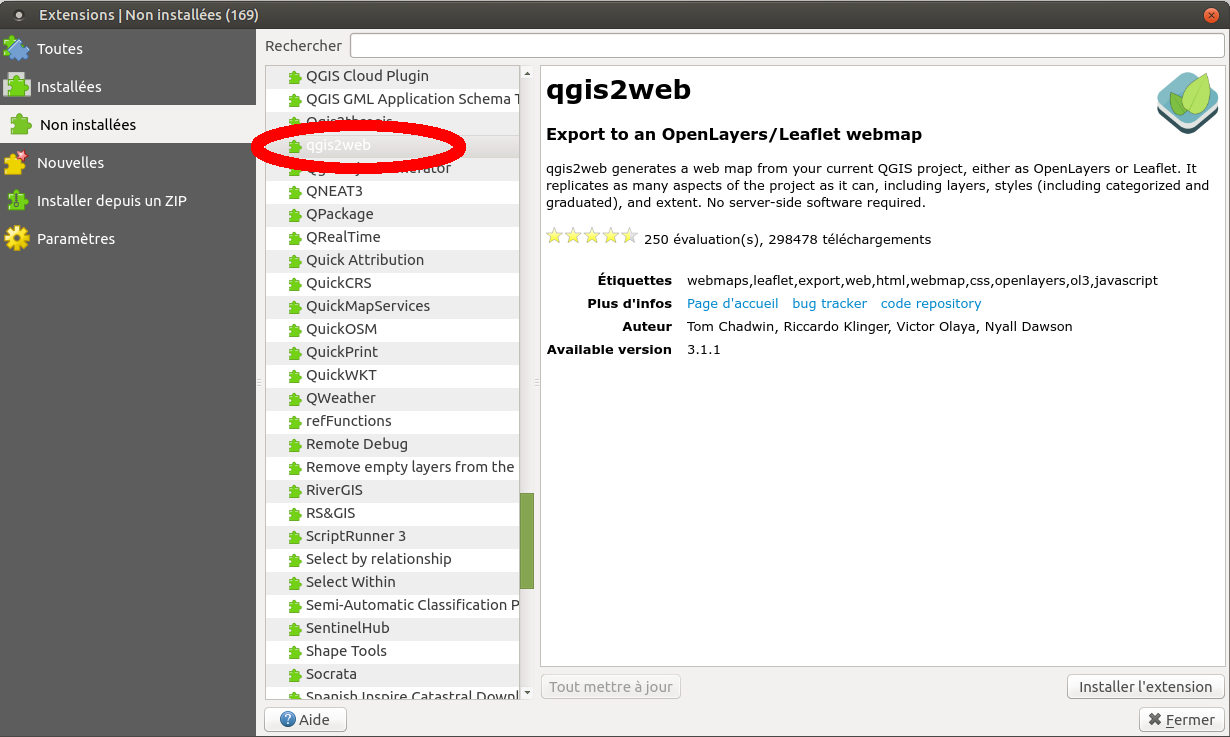 Extensions | Non installées (169)
Toutes
Installées
Non installées
Nouvelles
Installer depuis un ZIP
Paramètres
Rechercher
QGIS Cloud Plugin
QGIS GML Application Schema T
qgis2web
QNEAT3
QPackage
QRealTime
Quick Attribution
QuickCRS
QuickMapServices
QuickOSM
QuickPrint
QuickWKT
QWeather
refFunctions
Remote Debug
Remove empty layers from the
RiverGIS
RS&GIS
ScriptRunner 3
Select by relationship
Select Within
Semi-Automatic Classification P
SentinelHub
Shape Tools
Socrata
Spanish Inspire Catastral Downl
qgis2web
Export to an OpenLayers/Leaflet webmap
qgis2web generates a web map from your current QGIS project, either as OpenLayers or Leaflet. It
replicates as many aspects of the project as it can, including layers, styles (including categorized and
graduated), and extent. No server-side software required.
250 évaluation(s), 298478 téléchargements
Étiquettes webmaps,leaflet,export,web,html,webmap,css,openlayers,ol3,javascript
Plus d'infos Page d'accueil bug tracker code repository
Auteur Tom Chadwin, Riccardo Klinger, Victor Olaya, Nyall Dawson
Available version 3.1.1
Tout mettre à jour
Installer l'extension
Aide
Fermer